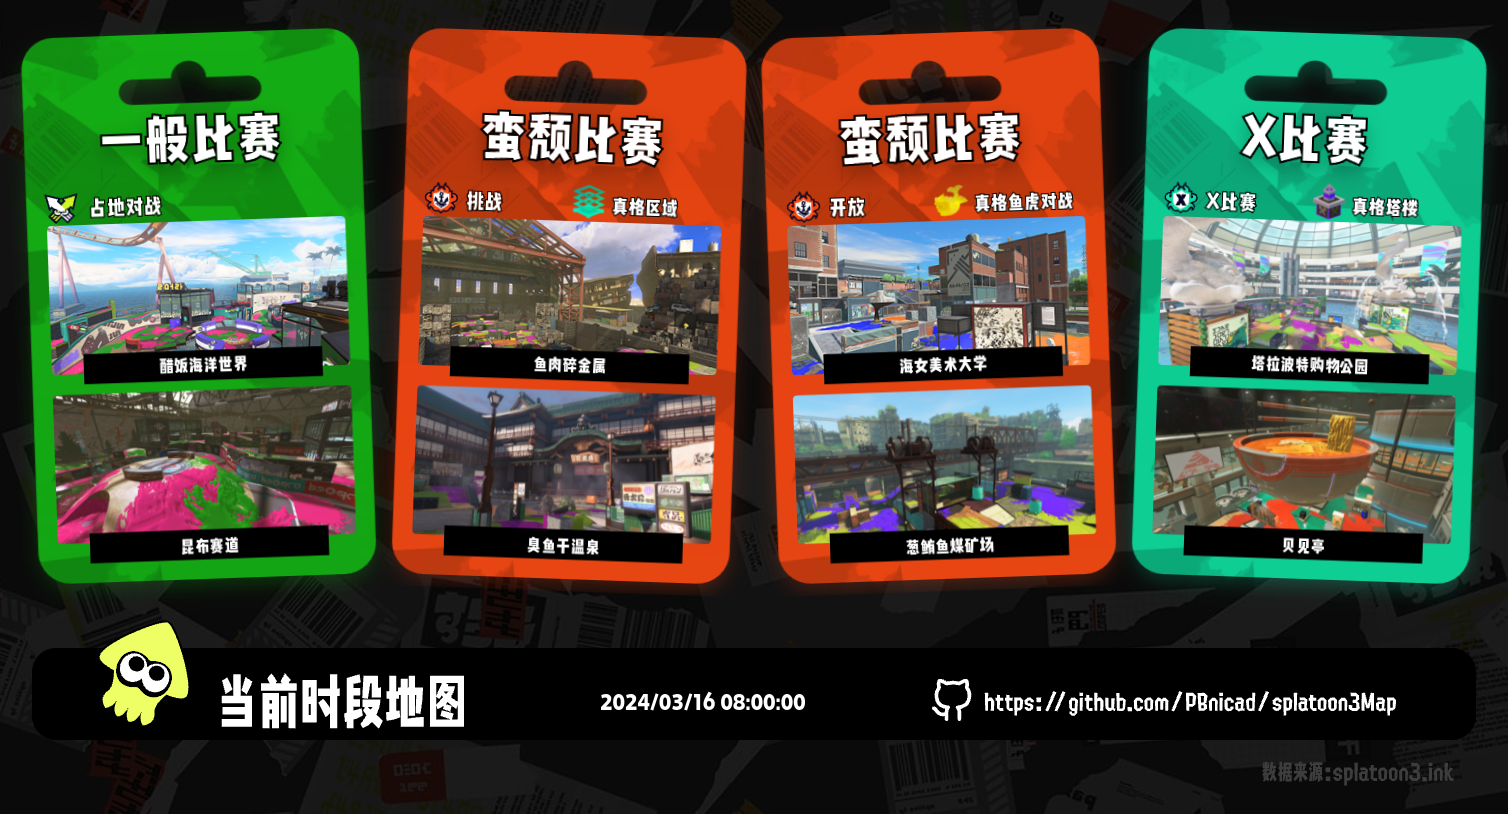 一般比赛
占地对战
醋饭海洋世界
昆布赛道
蛮颓比赛
挑战
真格区域
鱼肉碎金属
臭鱼干温泉
蛮颓比赛
开放
真格鱼虎对战
海女美术大学
葱鲔鱼煤矿场
X比赛
X比赛
真格塔楼
塔拉波特购物公园
贝见亭
当前时段地图
2024/03/16 08:00:00
https://github.com/PBnicad/splatoon3Map
数据来源:splatoon3.ink